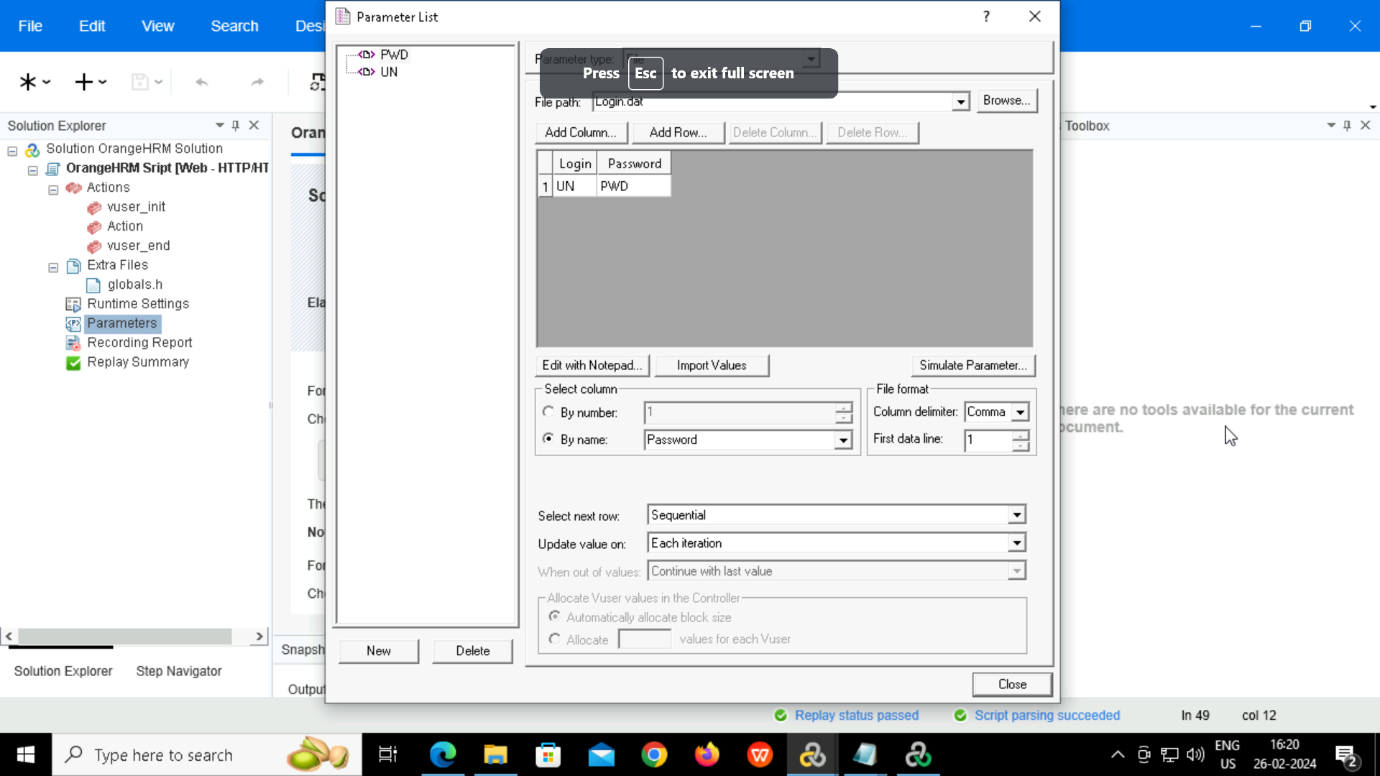 File Edit View Search Desi
Parameter List
?
PWD
UN
Parameter type: File
Press Esc to exit full screen
File path: Login.dat Browse...
Add Column... Add Row... Delete Column... Delete Row...
Login Password
1 UN PWD
Edit with Notepad... Import Values Simulate Parameter...
Select column
By number: 1
By name: Password
File format
Column delimiter: Comma
First data line: 1
Select next row: Sequential
Update value on: Each iteration
When out of values: Continue with last value
Allocate Vuser values in the Controller
Automatically allocate block size
Allocate values for each Vuser
New Delete
Close
Solution Explorer
Solution OrangeHRM Solution
OrangeHRM Sript [Web - HTTP/HT
Actions
vuser_init
Action
vuser_end
Extra Files
globals.h
Runtime Settings
Parameters
Recording Report
Replay Summary
Solution Explorer Step Navigator
Oran
Sc
Ela
For
Ch
The
No
For
Ch
Snapsh
Output
s Toolbox
here are no tools available for the current
ocument.
Replay status passed Script parsing succeeded ln 49 col 12
Type here to search
ENG
US
16:20
26-02-2024
2